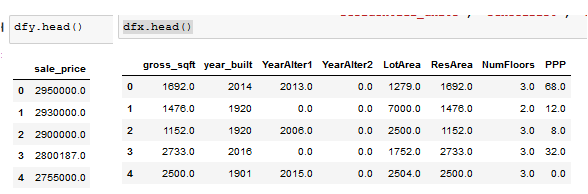 dfy.head()
dfx.head()
sale_price
0 2950000.0
1 2930000.0
2 2900000.0
3 2800187.0
4 2755000.0
gross_sqft year_built YearAlter1 YearAlter2 LotArea ResArea NumFloors PPP
0 1692.0 2014 2013.0 0.0 1279.0 1692.0 3.0 68.0
1 1476.0 1920 0.0 0.0 7000.0 1476.0 2.0 12.0
2 1152.0 1920 2006.0 0.0 2500.0 1152.0 3.0 8.0
3 2733.0 2016 0.0 0.0 1752.0 2733.0 3.0 32.0
4 2500.0 1901 2015.0 0.0 2504.0 2500.0 3.0 0.0